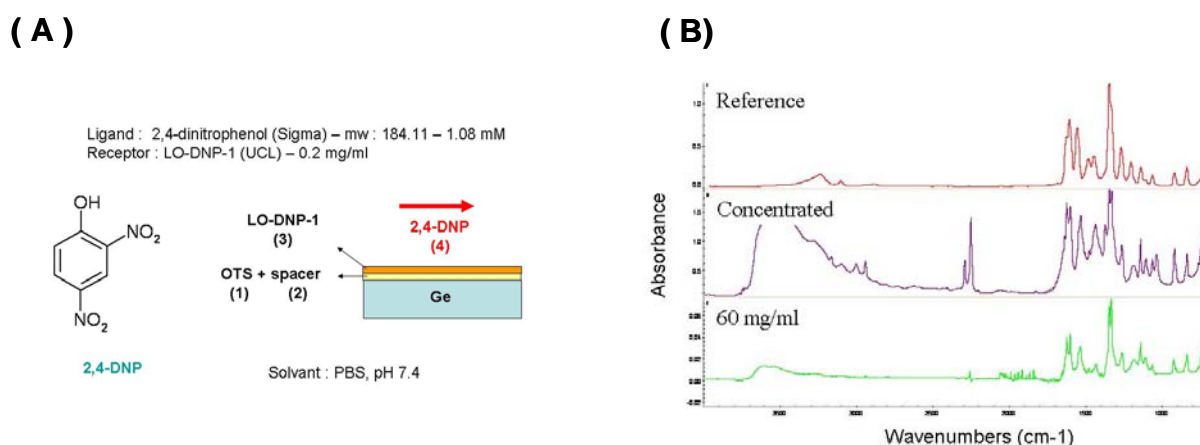 ( A )
( B)
Ligand : 2,4-dinitrophenol (Sigma) – mw : 184.11 – 1.08 mM
Receptor : LO-DNP-1 (UCL) – 0.2 mg/ml
OH
NO2
NO2
2,4-DNP
LO-DNP-1
(3)
2,4-DNP
(4)
OTS + spacer
(1) (2)
Ge
Solvant : PBS, pH 7.4
Reference
Concentrated
60 mg/ml
Absorbance
Wavenumbers (cm-1)